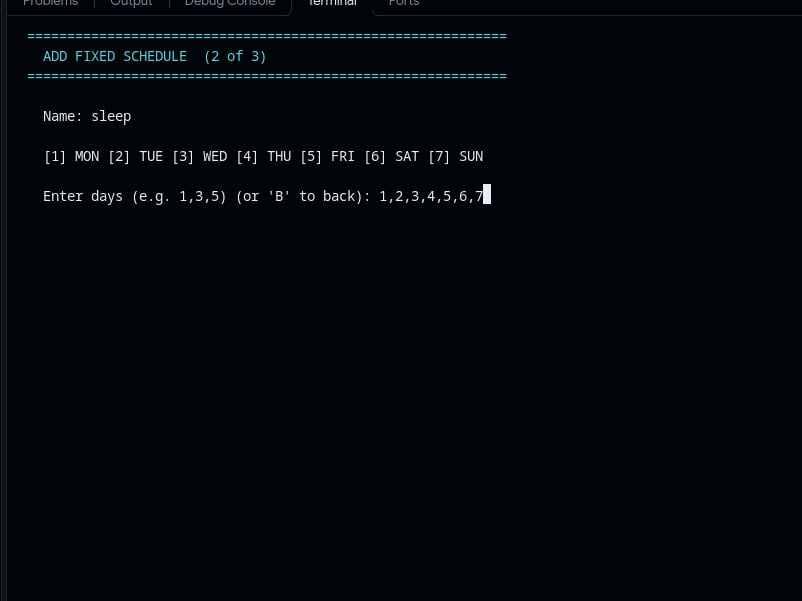 Problems Output Debug Console Terminal Ports
============================================================
ADD FIXED SCHEDULE (2 of 3)
============================================================
Name: sleep
[1] MON [2] TUE [3] WED [4] THU [5] FRI [6] SAT [7] SUN
Enter days (e.g. 1,3,5) (or 'B' to back): 1,2,3,4,5,6,7